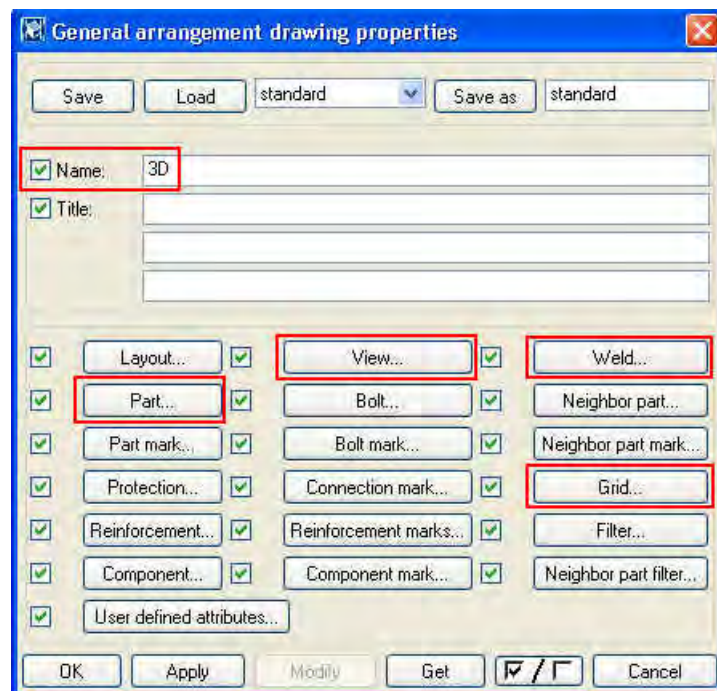 General arrangement drawing properties
Save Load standard Save as standard
Name: 3D
Title:
Layout... View... Weld...
Part... Bolt... Neighbor part...
Part mark... Bolt mark... Neighbor part mark...
Protection... Connection mark... Grid...
Reinforcement... Reinforcement marks... Filter...
Component... Component mark... Neighbor part filter...
User defined attributes...
OK Apply Modify Get / Cancel